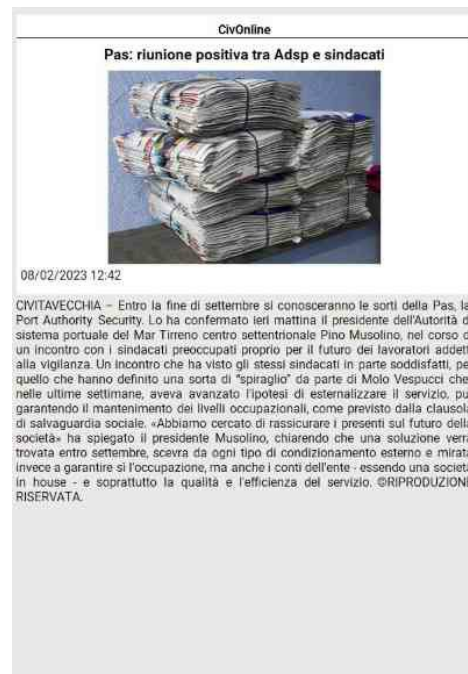 CivOnline
Pas: riunione positiva tra Adsp e sindacati
08/02/2023 12:42
CIVITAVECCHIA – Entro la fine di settembre si conosceranno le sorti della Pas, la
Port Authority Security. Lo ha confermato ieri mattina il presidente dell'Autorità d
sistema portuale del Mar Tirreno centro settentrionale Pino Musolino, nel corso d
un incontro con i sindacati preoccupati proprio per il futuro dei lavoratori addett
alla vigilanza. Un incontro che ha visto gli stessi sindacati in parte soddisfatti, pe
quello che hanno definito una sorta di "spiraglio" da parte di Molo Vespucci che
nelle ultime settimane, aveva avanzato l'ipotesi di esternalizzare il servizio, pu
garantendo il mantenimento dei livelli occupazionali, come previsto dalla clausola
di salvaguardia sociale. «Abbiamo cercato di rassicurare i presenti sul futuro della
società» ha spiegato il presidente Musolino, chiarendo che una soluzione verrà
trovata entro settembre, scevra da ogni tipo di condizionamento esterno e mirata
invece a garantire sì l'occupazione, ma anche i conti dell'ente - essendo una società
in house - e soprattutto la qualità e l'efficienza del servizio. ©RIPRODUZIONE
RISERVATA.